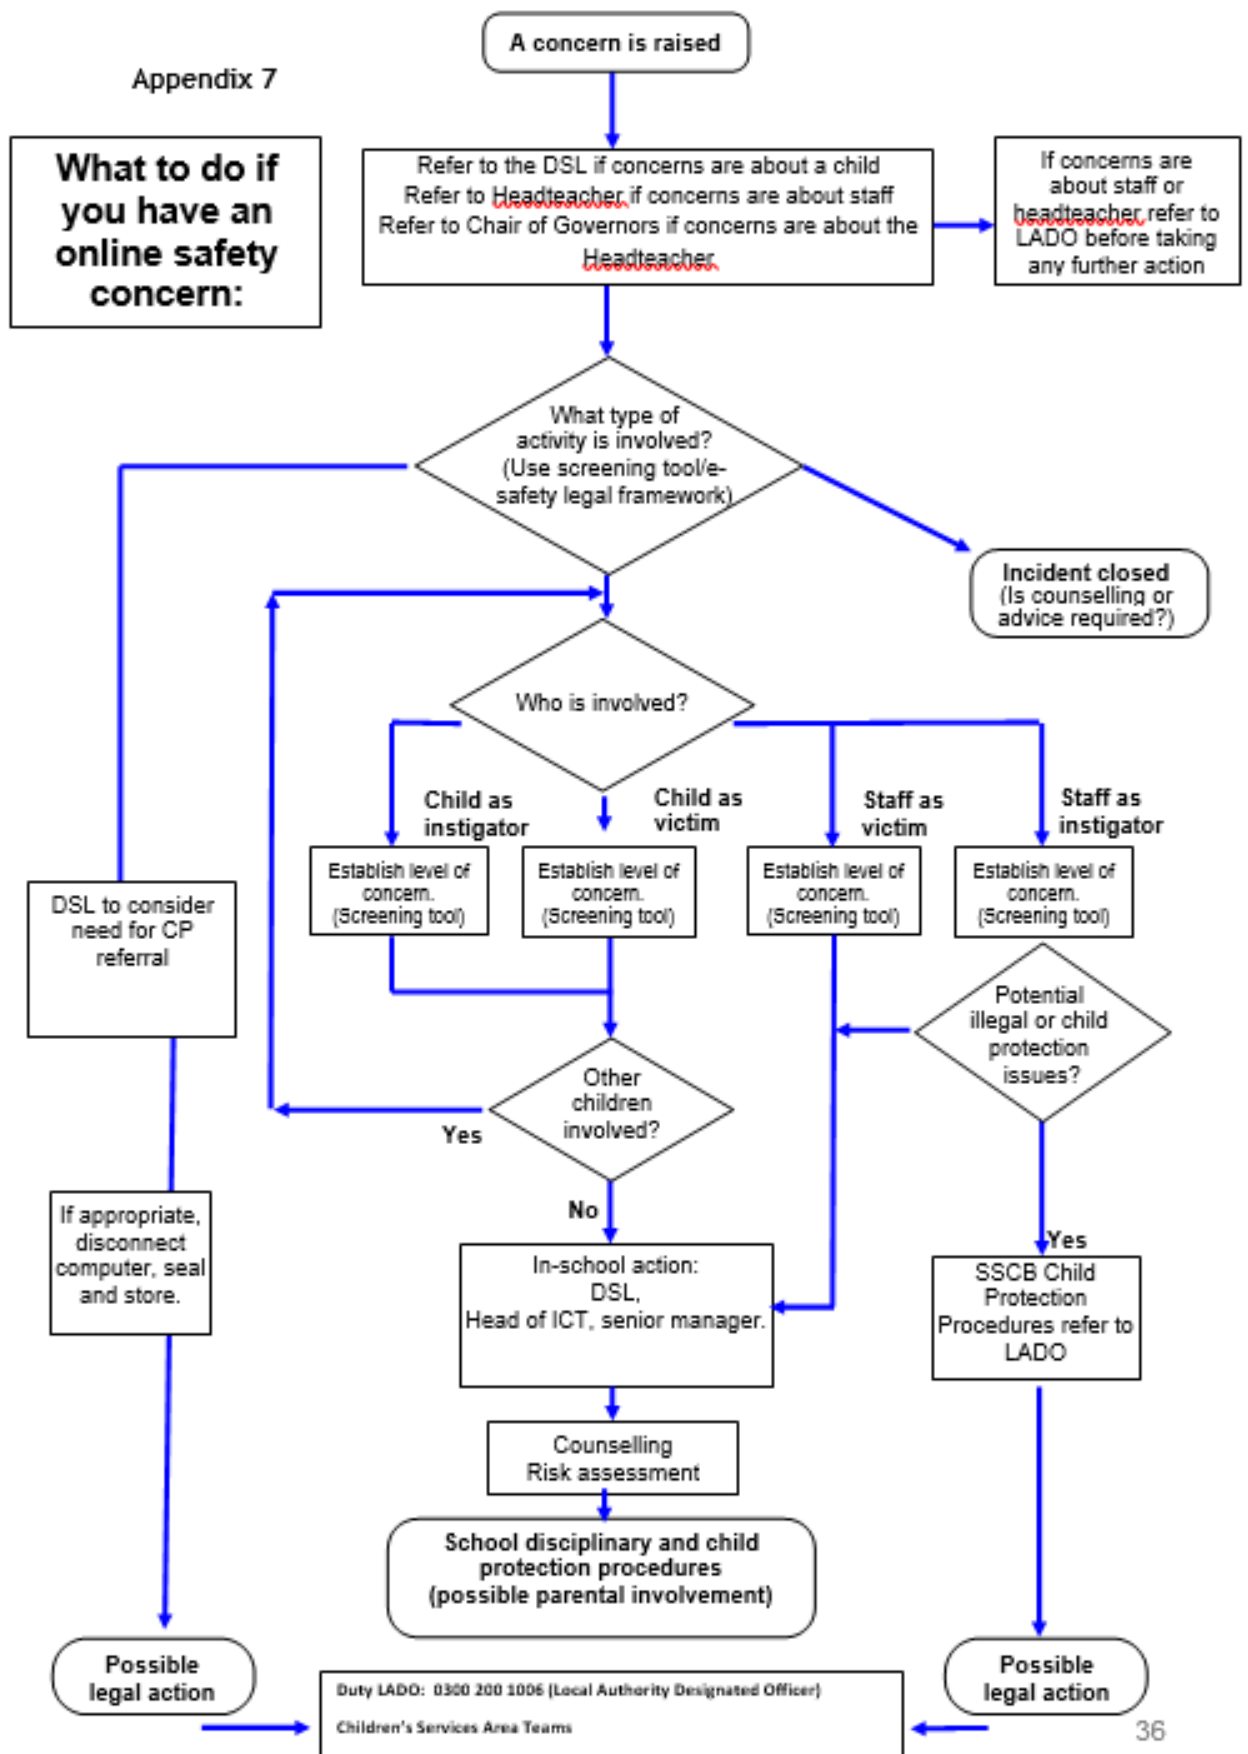 A concern is raised
Appendix 7
What to do if
you have an
online safety
concern:
Refer to the DSL if concerns are about a child
Refer to Headteacher if concerns are about staff
Refer to Chair of Governors if concerns are about the
Headteacher
If concerns are
about staff or
headteacher refer to
LADO before taking
any further action
What type of
activity is involved?
(Use screening tool/e-
safety legal framework)
Incident closed
(Is counselling or
advice required?)
Who is involved?
Child as
instigator
Child as
victim
Staff as
victim
Staff as
instigator
Establish level of
concern.
(Screening tool)
Establish level of
concern.
(Screening tool)
Establish level of
concern.
(Screening tool)
Establish level of
concern.
(Screening tool)
DSL to consider
need for CP
referral
Potential
illegal or child
protection
issues?
Other
children
involved?
Yes
No
If appropriate,
disconnect
computer, seal
and store.
In-school action:
DSL,
Head of ICT, senior manager.
Yes
SSCB Child
Protection
Procedures refer to
LADO
Counselling
Risk assessment
School disciplinary and child
protection procedures
(possible parental involvement)
Possible
legal action
Possible
legal action
Duty LADO: 0300 200 1006 (Local Authority Designated Officer)
Children's Services Area Teams
36